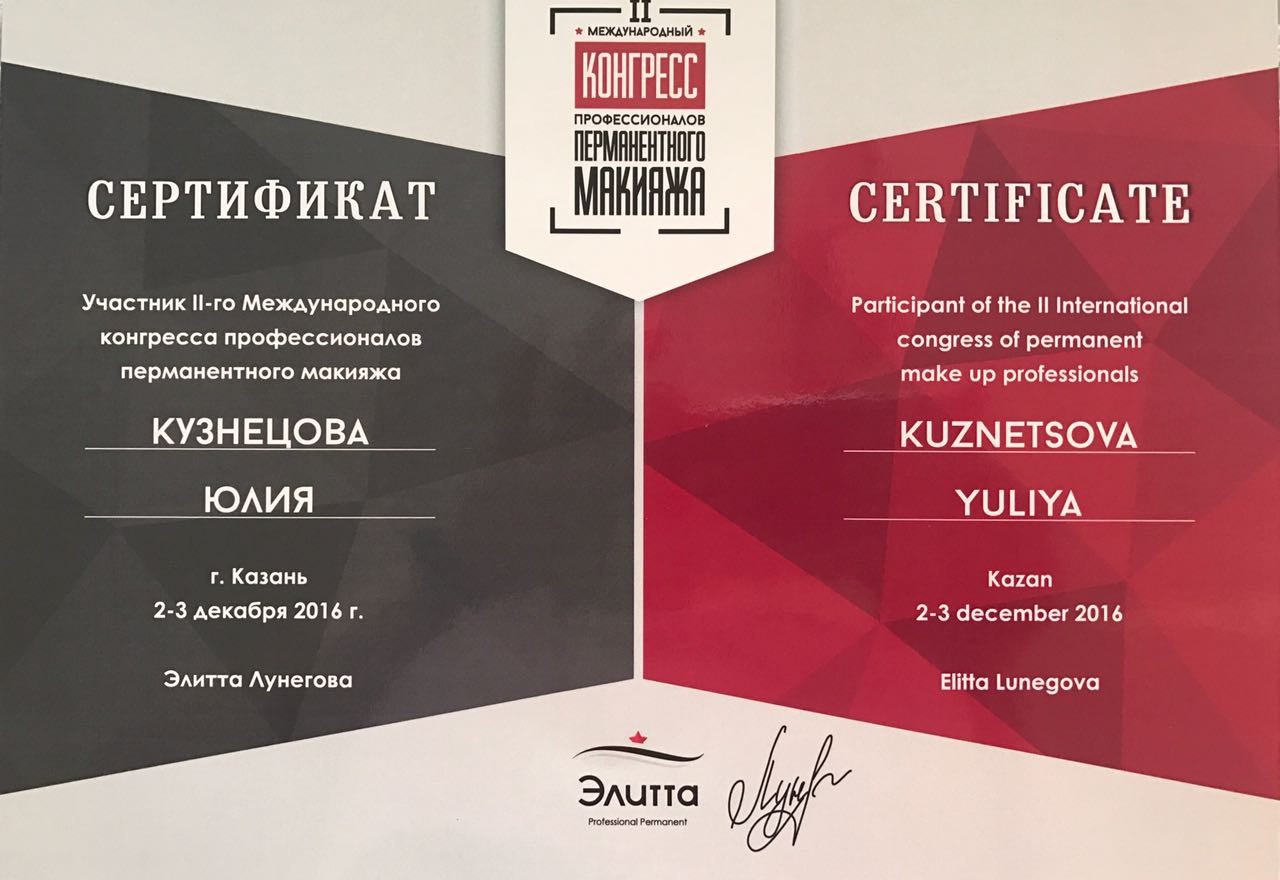 II
МЕЖДУНАРОДНЫЙ
КОНГРЕСС
ПРОФЕССИОНАЛОВ
ПЕРМАНЕНТНОГО
МАКИЯЖА
СЕРТИФИКАТ
Участник II-го Международного
конгресса профессионалов
перманентного макияжа
КУЗНЕЦОВА
ЮЛИЯ
г. Казань
2-3 декабря 2016 г.
Элитта Лунегова
CERTIFICATE
Participant of the II International
congress of permanent
make up professionals
KUZNETSOVA
YULIYA
Kazan
2-3 december 2016
Elitta Lunegova
Элитта
Professional Permanent